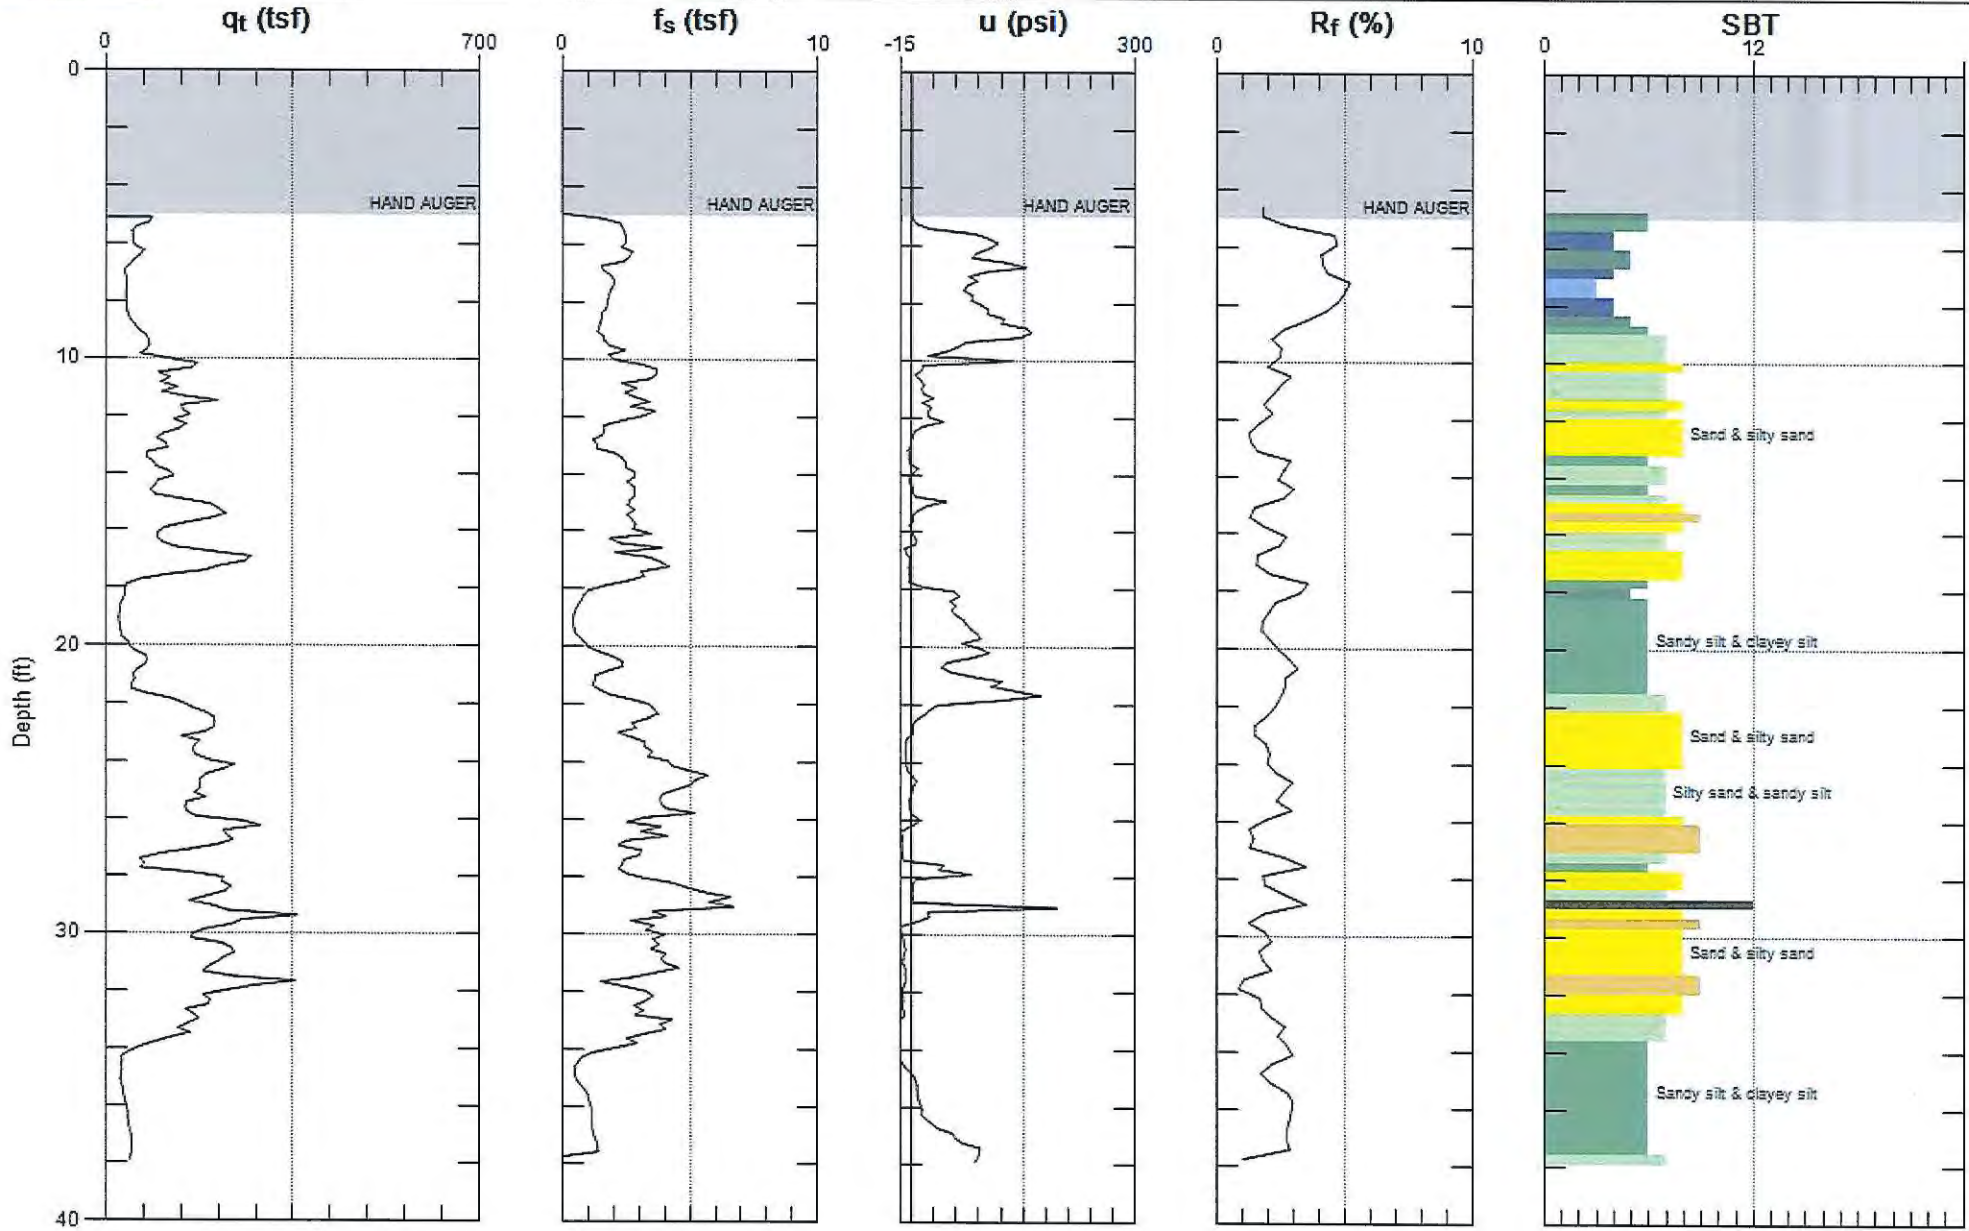 qt (tsf) fs (tsf) u (psi) Rf (%) SBT
0 700 0 10 -15 300 0 10 0 12
0
HAND AUGER HAND AUGER HAND AUGER HAND AUGER
10
Sand & silty sand
20
Sandy silt & clayey silt
Depth (ft)
Sand & silty sand
Silty sand & sandy silt
30
Sand & silty sand
Sandy silt & clayey silt
40